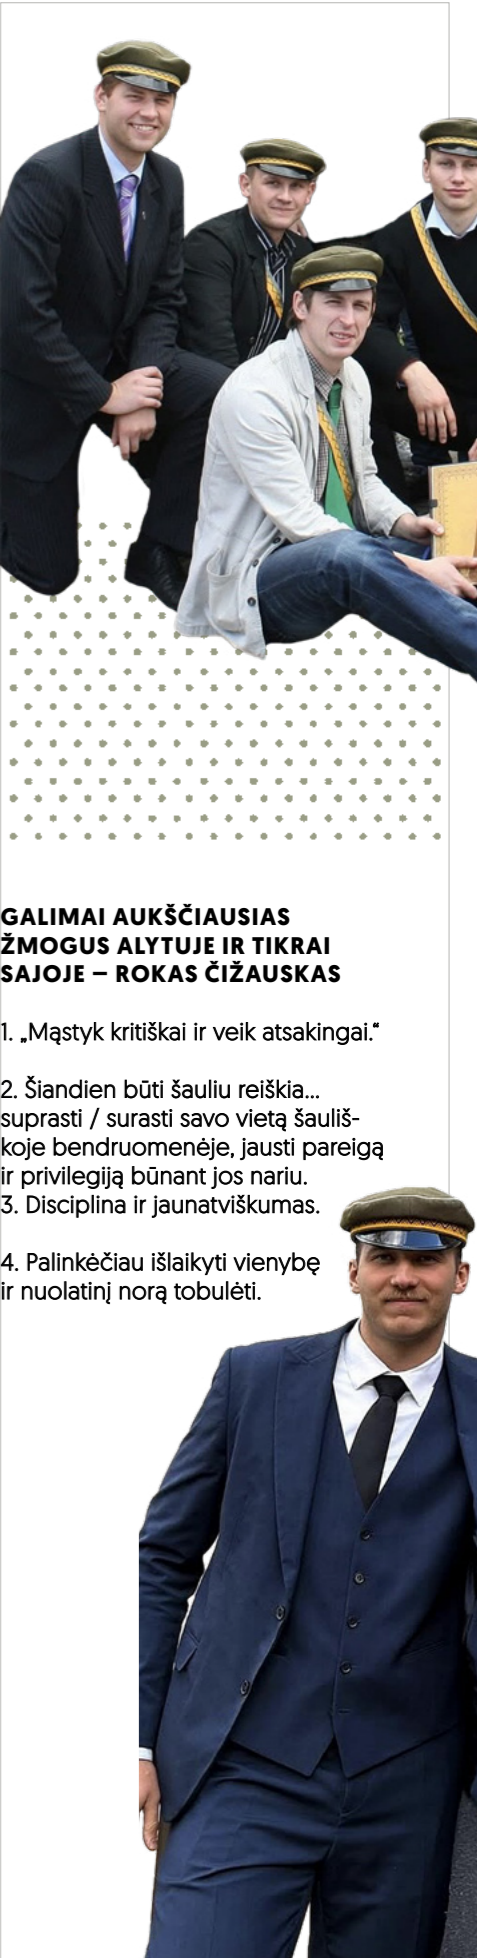 GALIMAI AUKŠČIAUSIAS
ŽMOGUS ALYTUJE IR TIKRAI
SAJOJE – ROKAS ČIŽAUSKAS
1. „Mąstyk kritiškai ir veik atsakingai.“
2. Šiandien būti šauliu reiškia...
suprasti / surasti savo vietą šauliš-
koje bendruomenėje, jausti pareigą
ir privilegiją būnant jos nariu.
3. Disciplina ir jaunatviškumas.
4. Palinkėčiau išlaikyti vienybę
ir nuolatinį norą tobulėti.